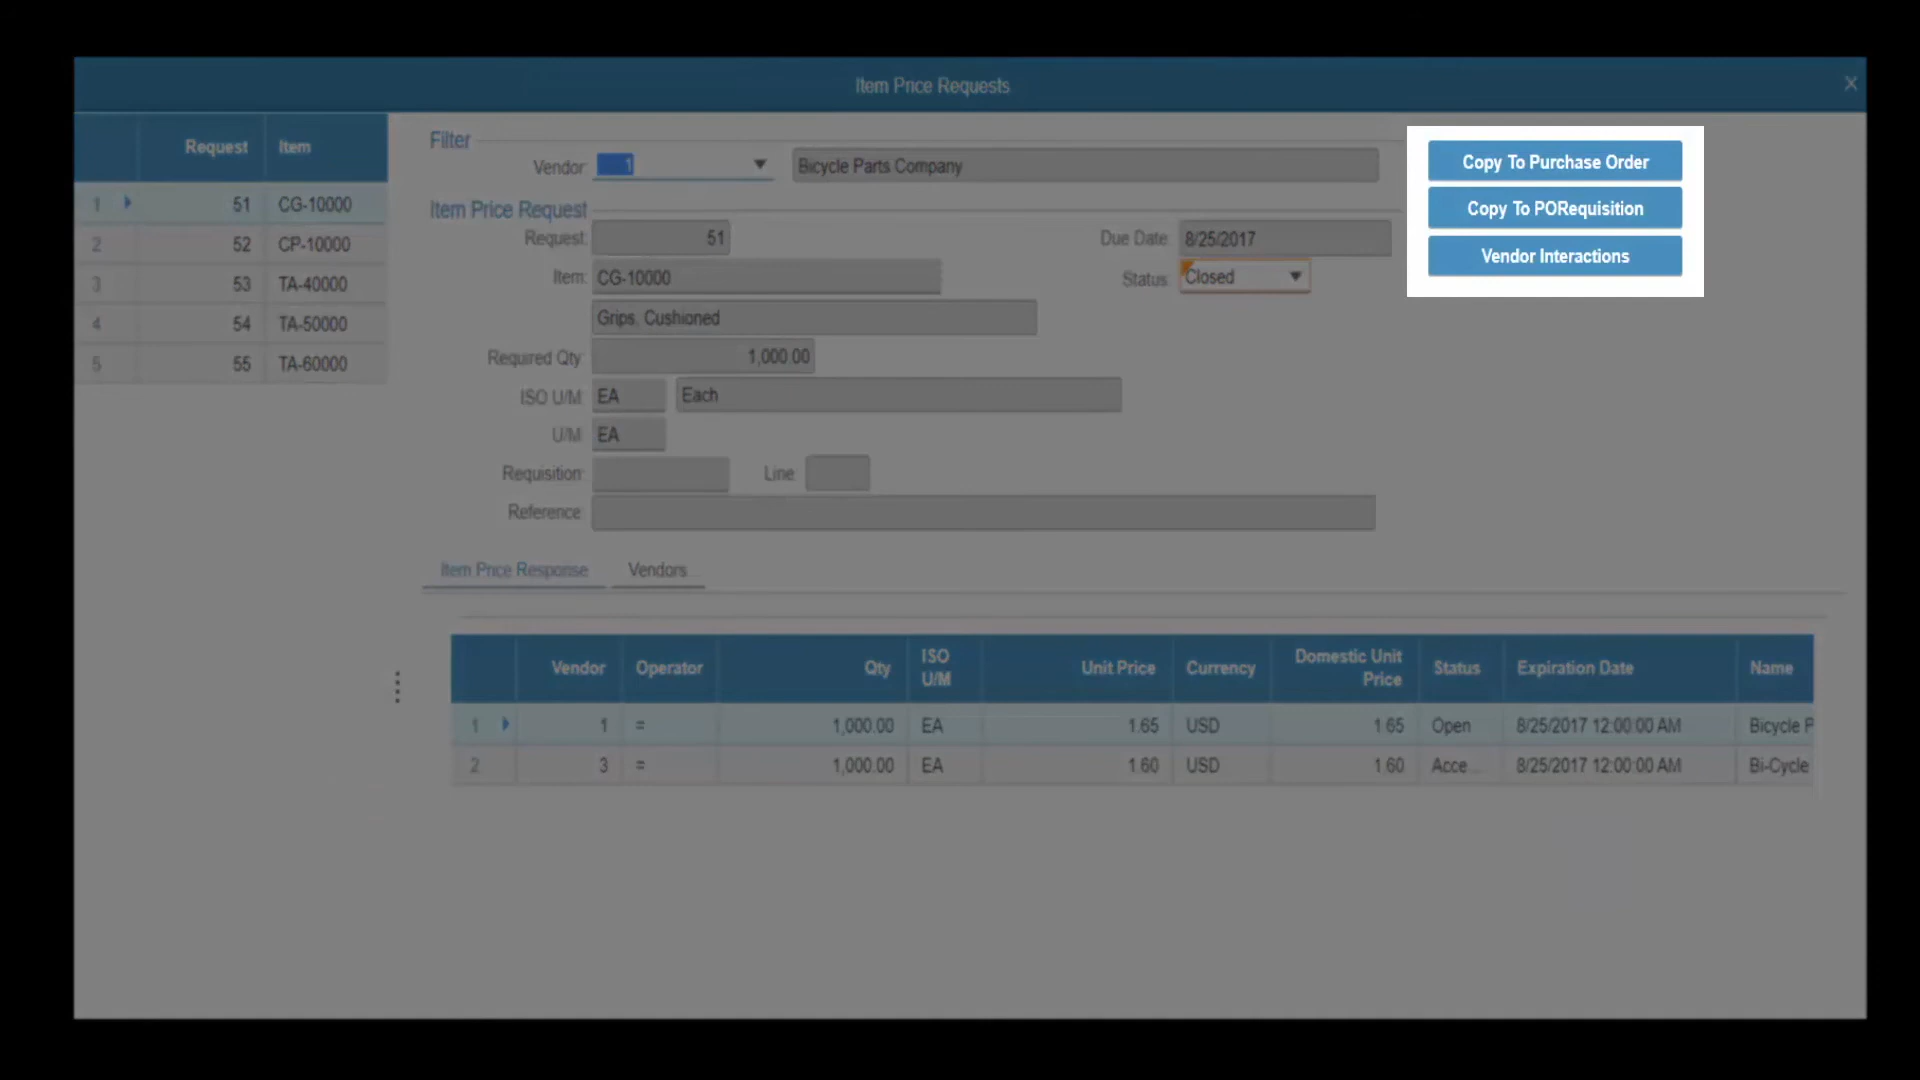 Item Price Requests
Request Item
1 51 CG-10000
2 52 CP-10000
3 53 TA-40000
4 54 TA-50000
5 55 TA-60000
Filter
Vendor: 1 Bicycle Parts Company
Item Price Request
Request: 51 Due Date: 8/25/2017
Item: CG-10000 Status: Closed
Grips, Cushioned
Required Qty: 1,000.00
ISO U/M: EA Each
U/M: EA
Requisition: Line:
Reference:
Copy To Purchase Order
Copy To PORequisition
Vendor Interactions
Item Price Response Vendors
Vendor Operator Qty ISO U/M Unit Price Currency Domestic Unit Price Status Expiration Date Name
1 1 = 1,000.00 EA 1.65 USD 1.65 Open 8/25/2017 12:00:00 AM Bicycle P
2 3 = 1,000.00 EA 1.60 USD 1.60 Acce... 8/25/2017 12:00:00 AM Bi-Cycle